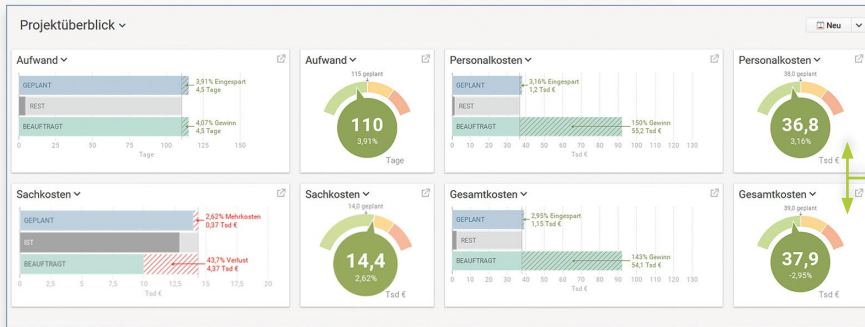 Projektüberblick
Neu
Aufwand
GEPLANT
REST
BEAUFTRAGT
3,91% Eingespart
4,5 Tage
4,07% Gewinn
4,5 Tage
0 25 50 75 100 125 150
Tage
Aufwand
115 geplant
110
3,91%
Tage
Personalkosten
GEPLANT
REST
BEAUFTRAGT
3,16% Eingespart
1,2 Tsd €
150% Gewinn
55,2 Tsd €
0 10 20 30 40 50 60 70 80 90 100 110 120 130
Tsd €
Personalkosten
38,0 geplant
36,8
3,16%
Tsd €
Sachkosten
GEPLANT
IST
BEAUFTRAGT
2,62% Mehrkosten
0,37 Tsd €
43,7% Verlust
4,37 Tsd €
0 2,5 5 7,5 10 12,5 15 17,5 20
Tsd €
Sachkosten
14,0 geplant
14,4
2,62%
Tsd €
Gesamtkosten
GEPLANT
REST
BEAUFTRAGT
2,95% Eingespart
1,15 Tsd €
143% Gewinn
54,1 Tsd €
0 10 20 30 40 50 60 70 80 90 100 110 120 130
Tsd €
Gesamtkosten
39,0 geplant
37,9
-2,95%
Tsd €